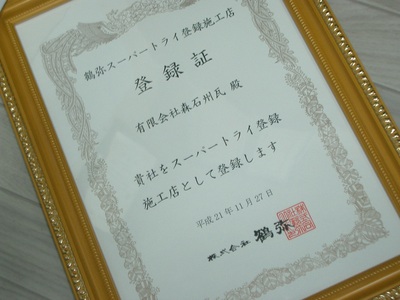 鶴弥スーパートライ登録施工店
登録証
有限会社森石州瓦 殿
貴社をスーパートライ登録
施工店として登録します
平成21年11月27日
株式会社 鶴弥